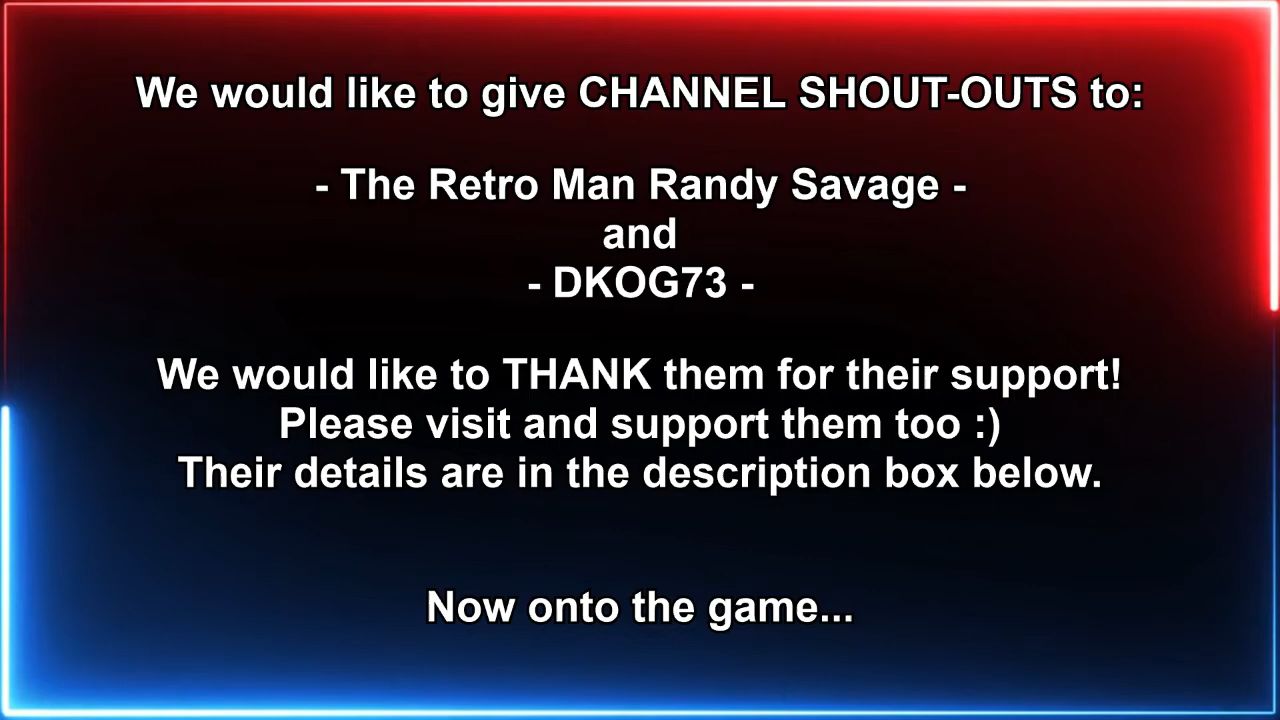 We would like to give CHANNEL SHOUT-OUTS to:
- The Retro Man Randy Savage -
and
- DKOG73 -
We would like to THANK them for their support!
Please visit and support them too :)
Their details are in the description box below.
Now onto the game...